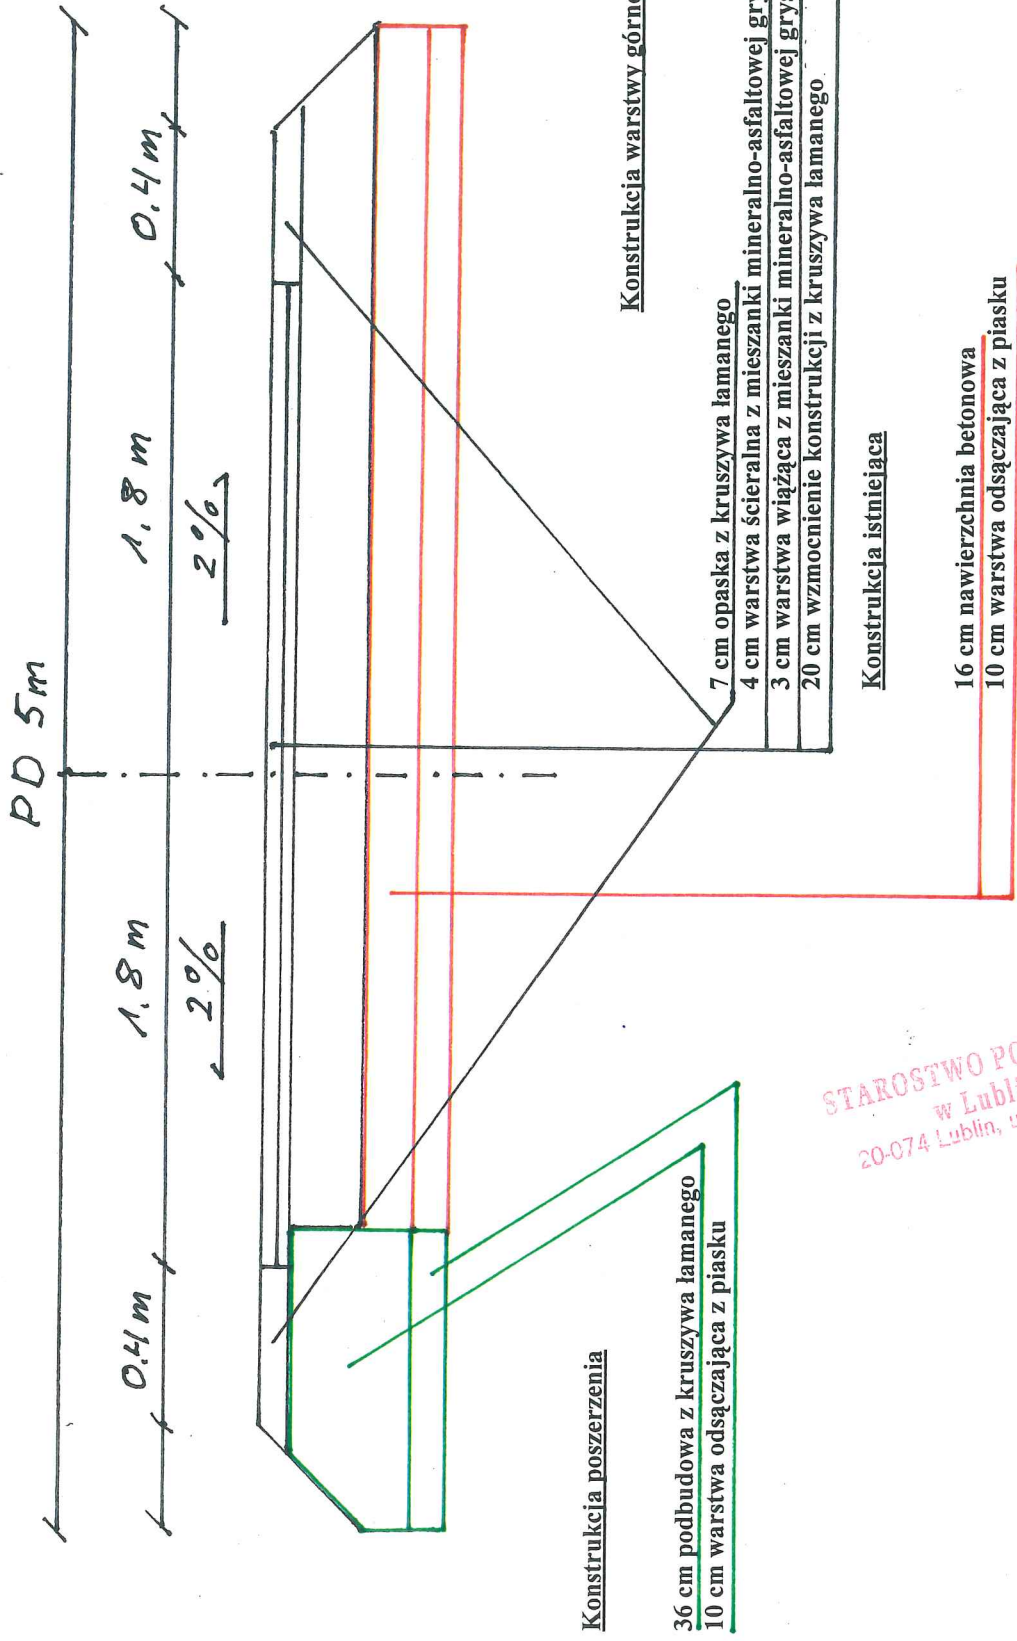 PD 5m
0.4m 1.8m 1.8m 0.4m
2% 2%
Konstrukcja warstwy górne
7 cm opaska z kruszywa łamanego
4 cm warstwa ścieralna z mieszanki mineralno-asfaltowej gry
3 cm warstwa wiążąca z mieszanki mineralno-asfaltowej grys
20 cm wzmocnienie konstrukcji z kruszywa łamanego
Konstrukcja istniejąca
16 cm nawierzchnia betonowa
10 cm warstwa odsączająca z piasku
Konstrukcja poszerzenia
36 cm podbudowa z kruszywa łamanego
10 cm warstwa odsączająca z piasku
STAROSTWO PO
w Lubli
20-074 Lublin, u